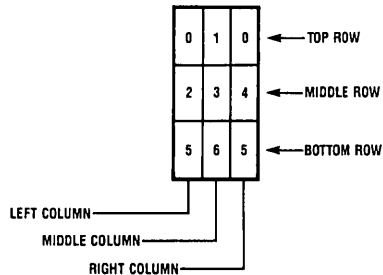 0 1 0 TOP ROW
2 3 4 MIDDLE ROW
5 6 5 BOTTOM ROW
LEFT COLUMN
MIDDLE COLUMN
RIGHT COLUMN